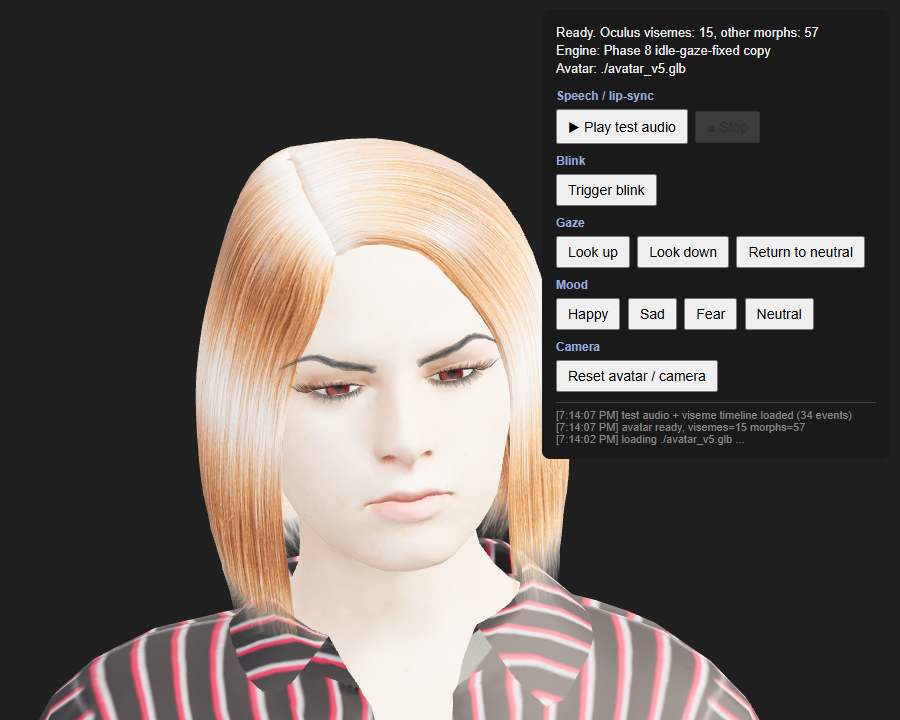 Ready. Oculus visemes: 15, other morphs: 57
Engine: Phase 8 idle-gaze-fixed copy
Avatar: ./avatar_v5.glb
Speech / lip-sync
▶ Play test audio ■ Stop
Blink
Trigger blink
Gaze
Look up Look down Return to neutral
Mood
Happy Sad Fear Neutral
Camera
Reset avatar / camera
[7:14:07 PM] test audio + viseme timeline loaded (34 events)
[7:14:07 PM] avatar ready, visemes=15 morphs=57
[7:14:02 PM] loading ./avatar_v5.glb ...